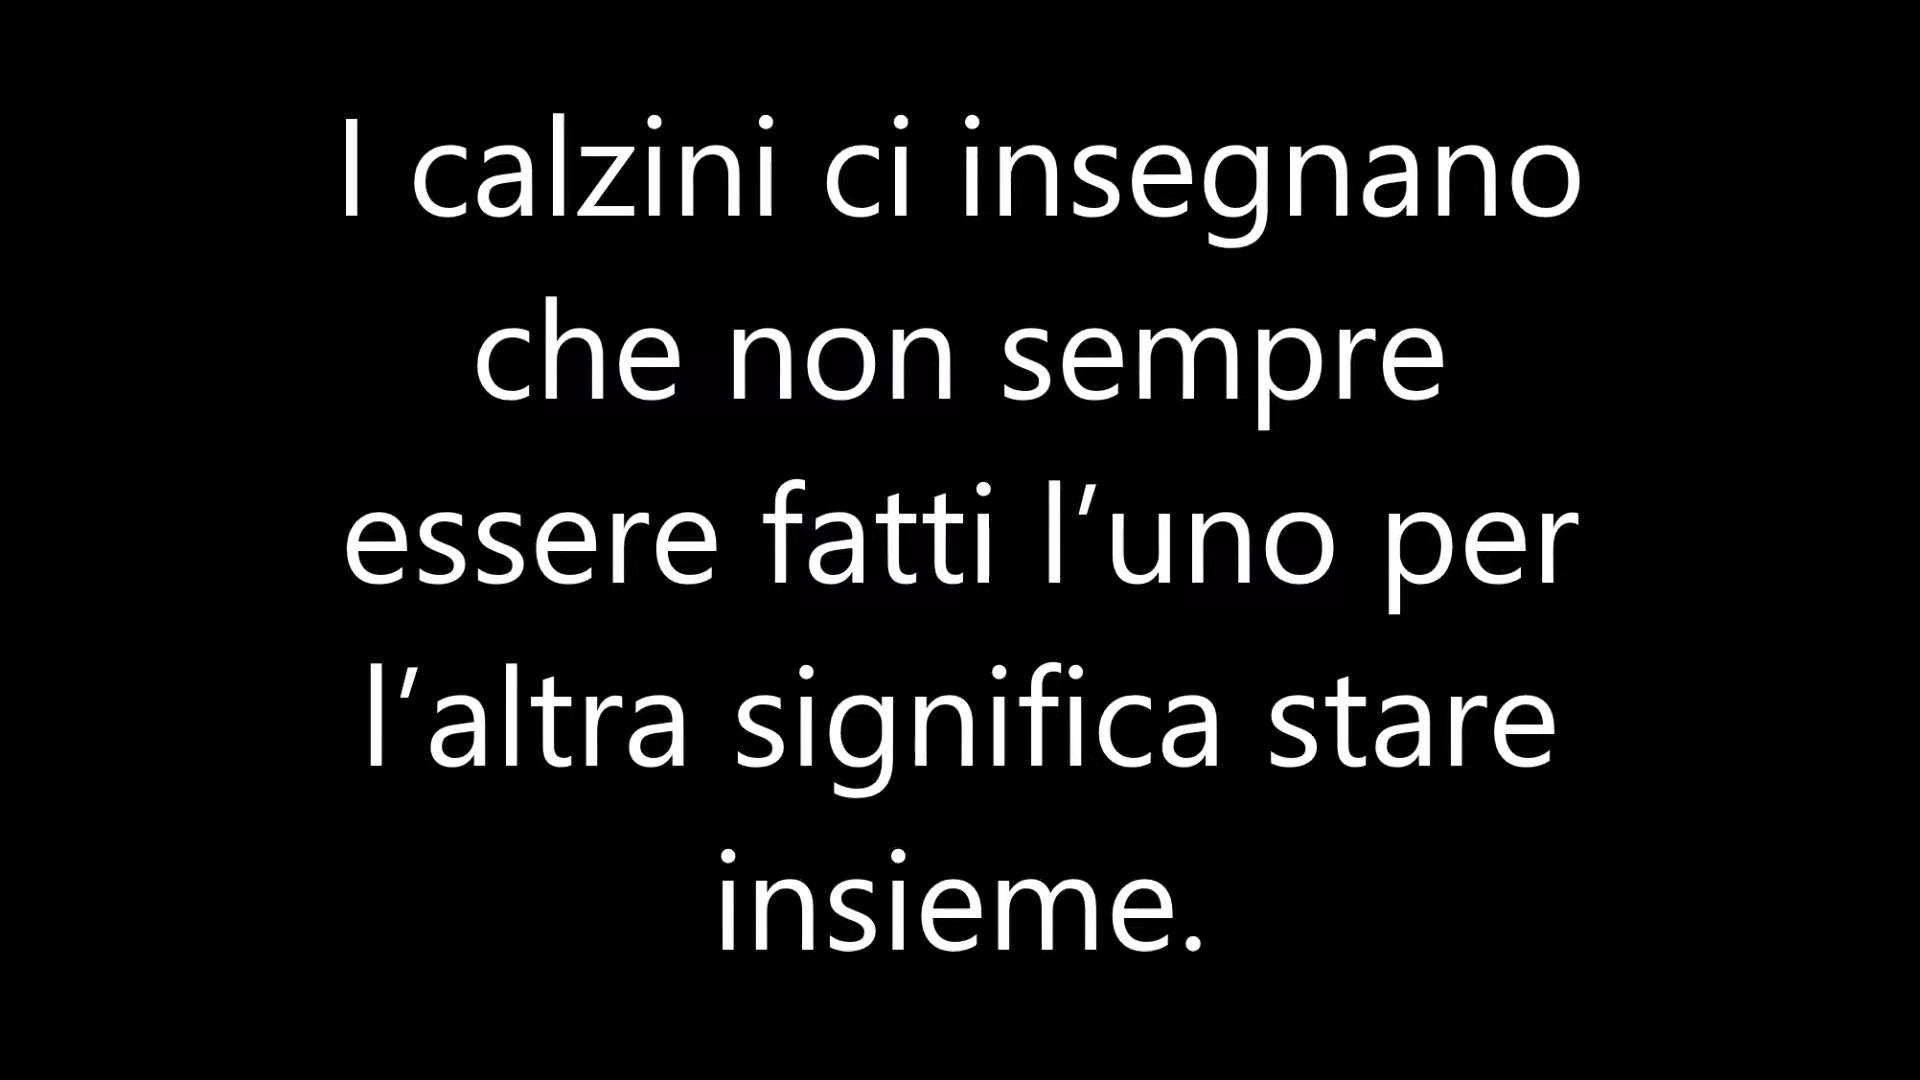 I calzini ci insegnano
che non sempre
essere fatti l’uno per
l’altra significa stare
insieme.